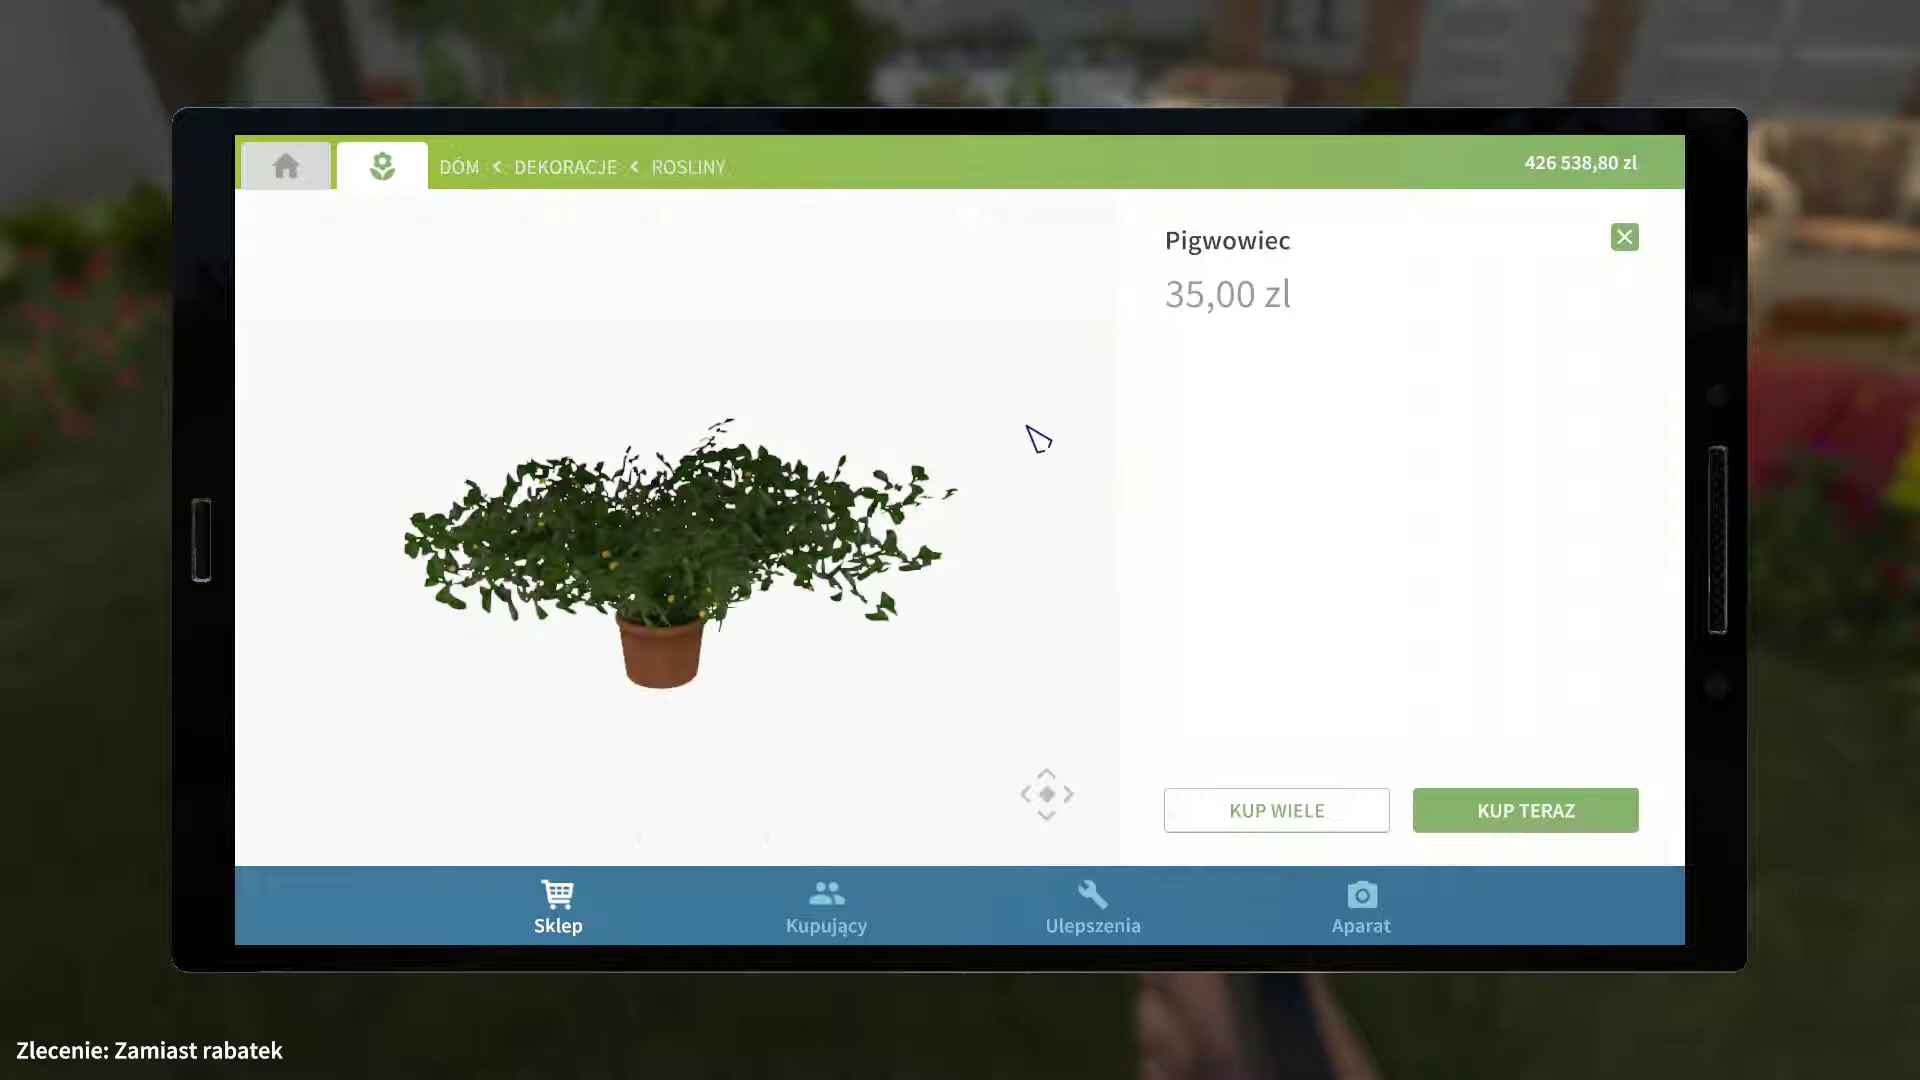 DÓM < DEKORACJE < ROSLINY
426 538,80 zl
Pigwowiec
35,00 zl
KUP WIELE
KUP TERAZ
Sklep
Kupujący
Ulepszenia
Aparat
Zlecenie: Zamiast rabatek